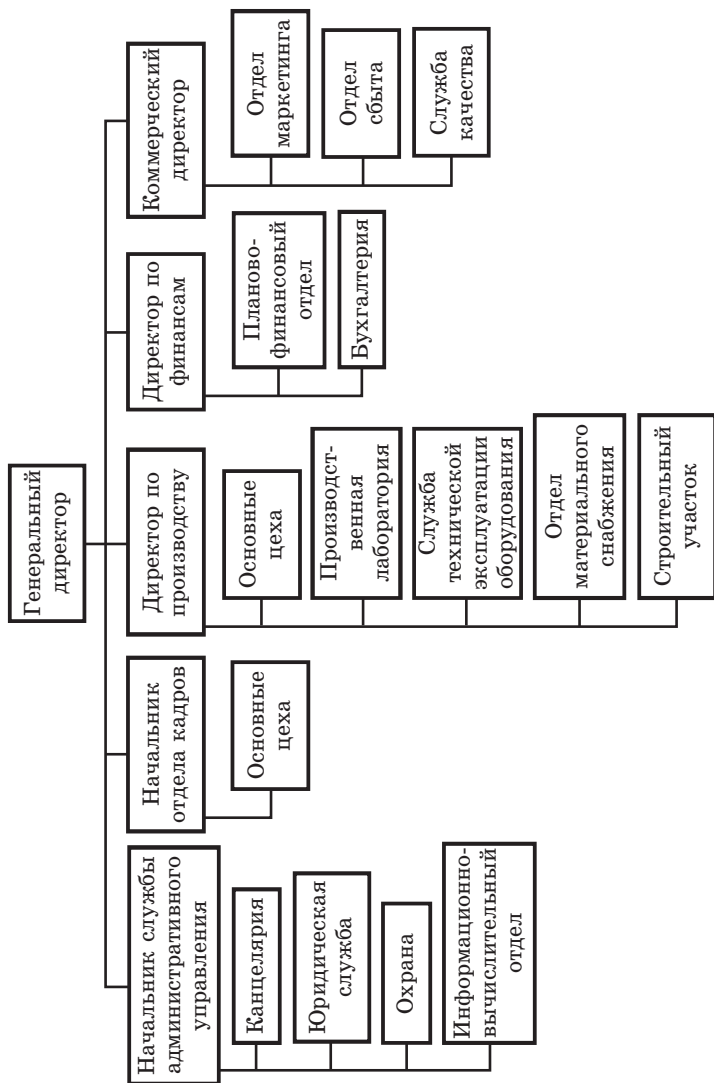 Генеральный
директор
Начальник службы
административного
управления
Канцелярия
Юридическая
служба
Охрана
Информационно-
вычислительный
отдел
Начальник
отдела кадров
Основные
цеха
Директор по
производству
Основные
цеха
Производст-
венная
лаборатория
Служба
технической
эксплуатации
оборудования
Отдел
материального
снабжения
Строительный
участок
Директор по
финансам
Планово-
финансовый
отдел
Бухгалтерия
Коммерческий
директор
Отдел
маркетинга
Отдел
сбыта
Служба
качества